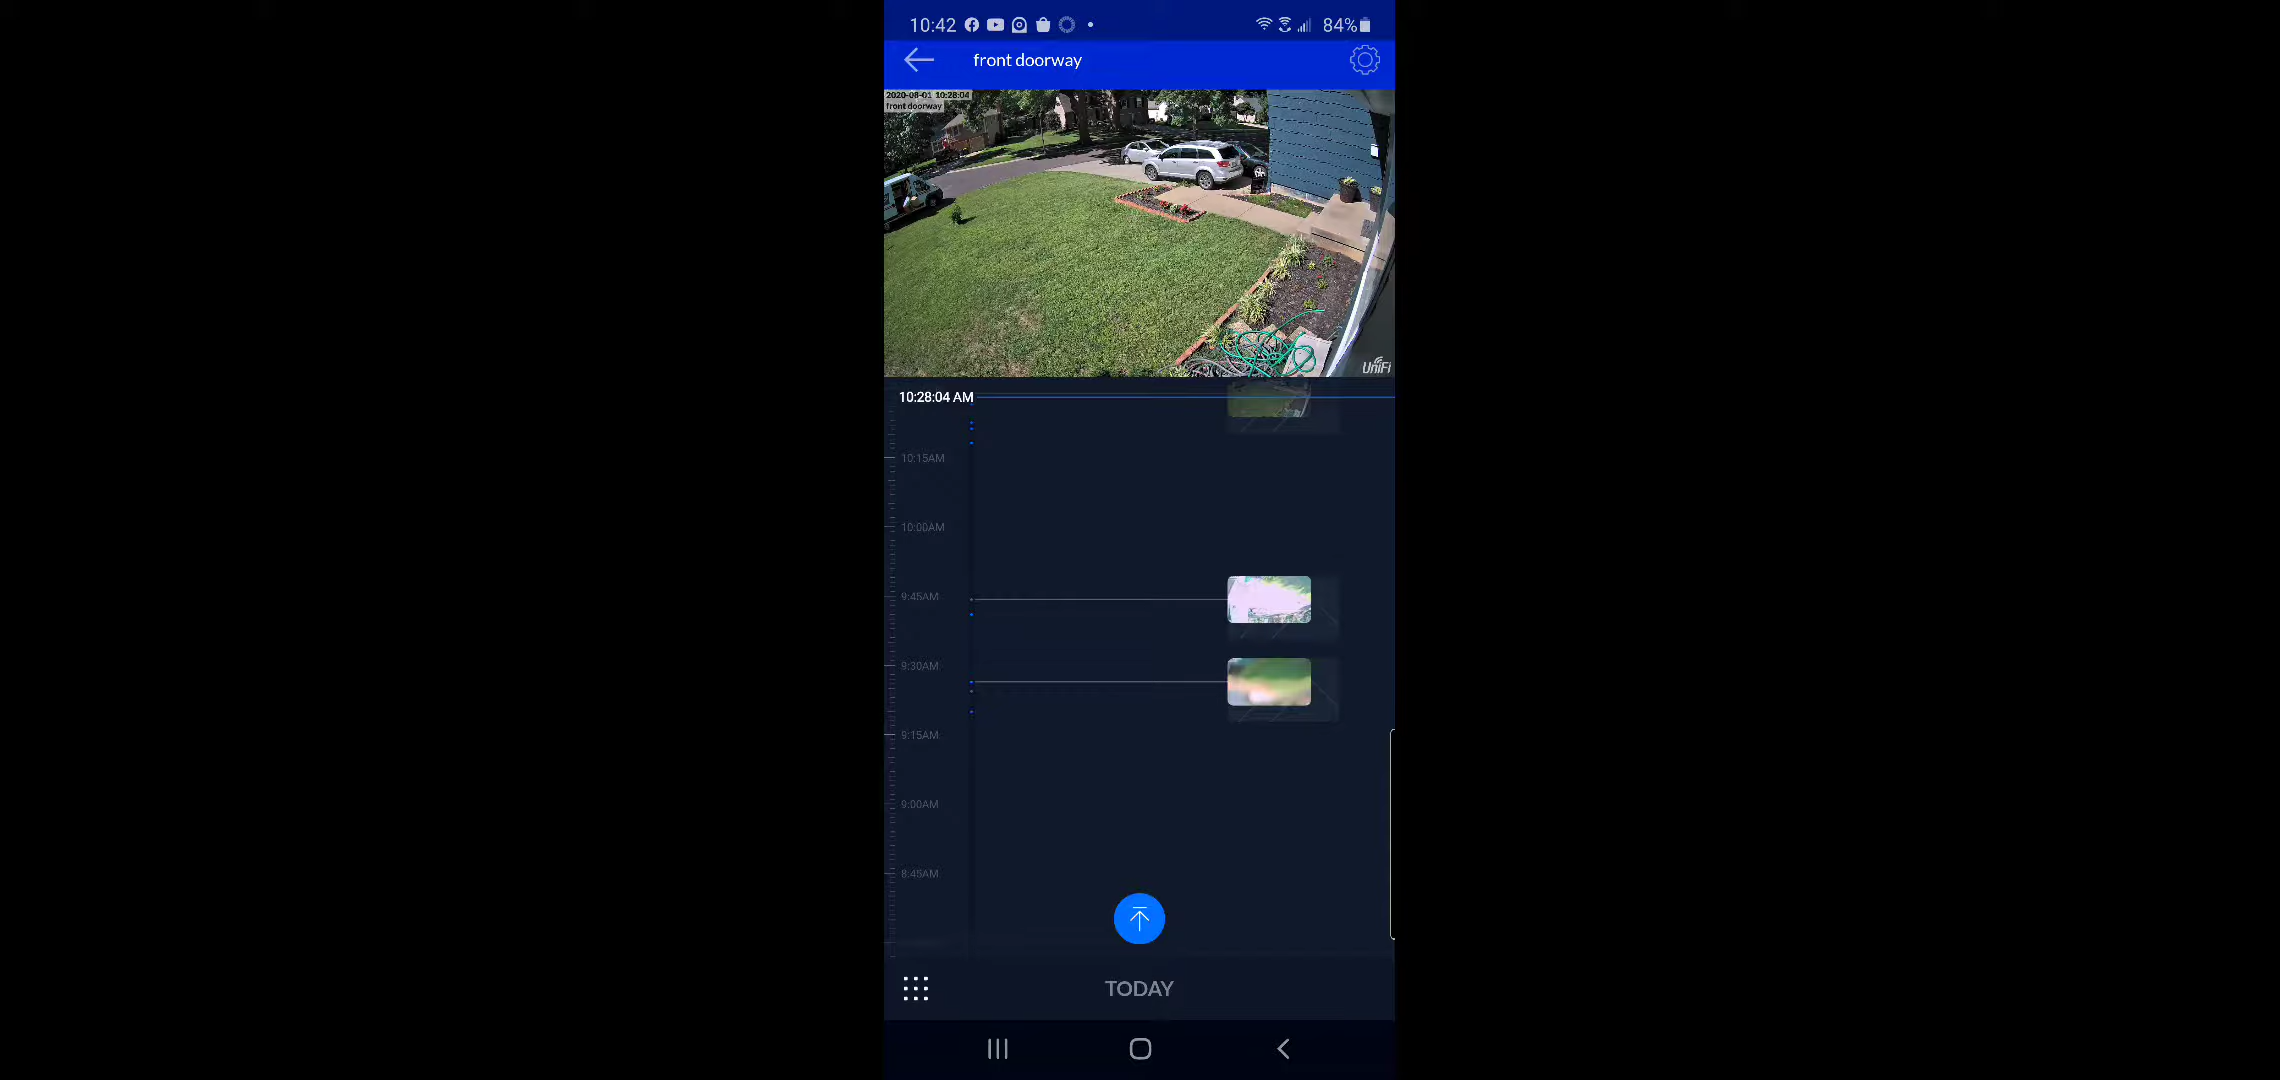 10:42
84%
front doorway
2020-08-01 10:28:04
front doorway
UniFi
10:28:04 AM
10:15AM
10:00AM
9:45AM
9:30AM
9:15AM
9:00AM
8:45AM
TODAY